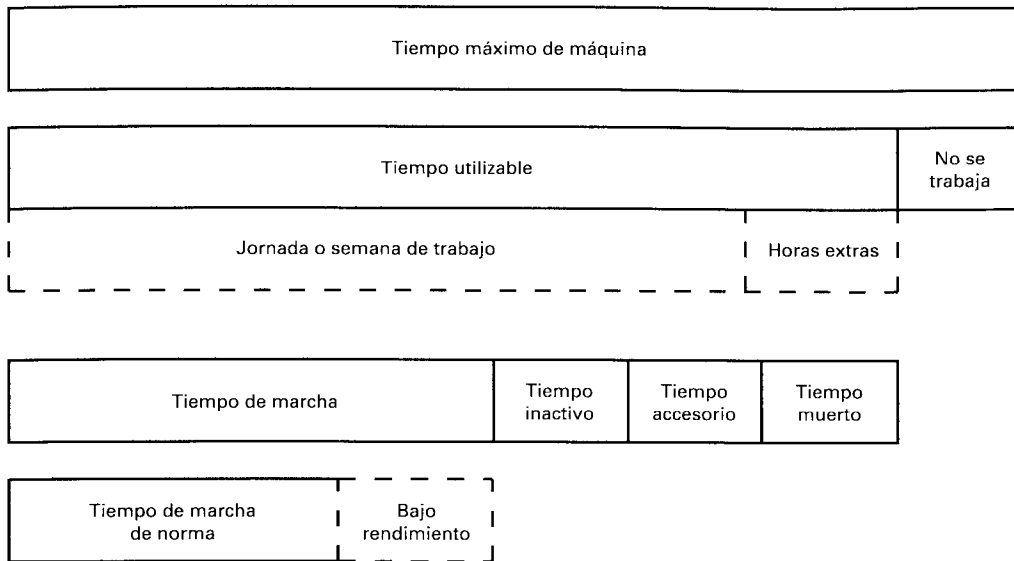 Tiempo máximo de máquina
Tiempo utilizable
No se
trabaja
Jornada o semana de trabajo
Horas extras
Tiempo de marcha
Tiempo
inactivo
Tiempo
accesorio
Tiempo
muerto
Tiempo de marcha
de norma
Bajo
rendimiento